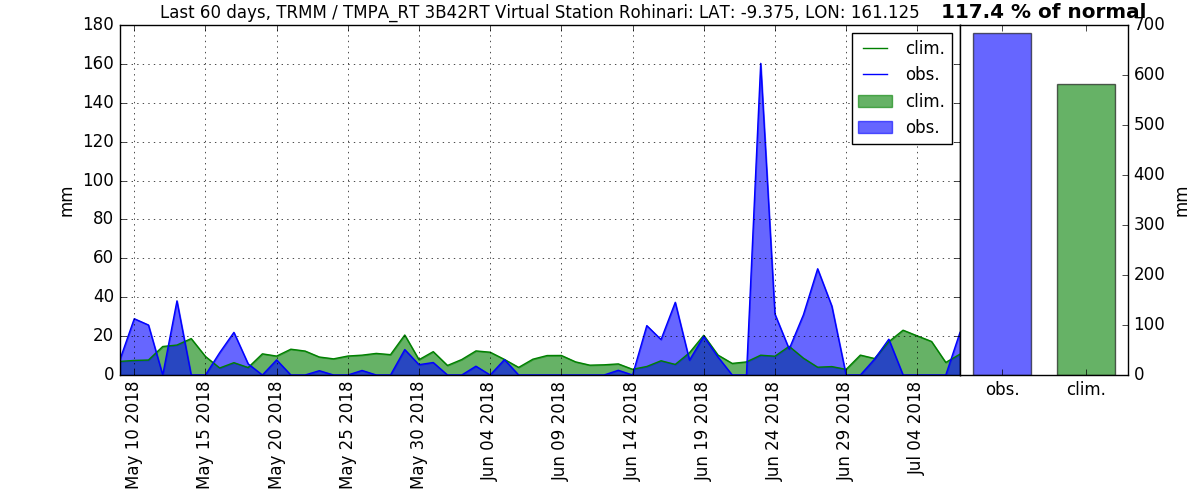 Last 60 days, TRMM / TMPA_RT 3B42RT Virtual Station Rohinari: LAT: -9.375, LON: 161.125
117.4 % of normal
180
160
140
120
100
80
60
40
20
0
mm
clim.
obs.
clim.
obs.
700
600
500
400
300
200
100
0
mm
obs.
clim.
May 10 2018
May 15 2018
May 20 2018
May 25 2018
May 30 2018
Jun 04 2018
Jun 09 2018
Jun 14 2018
Jun 19 2018
Jun 24 2018
Jun 29 2018
Jul 04 2018